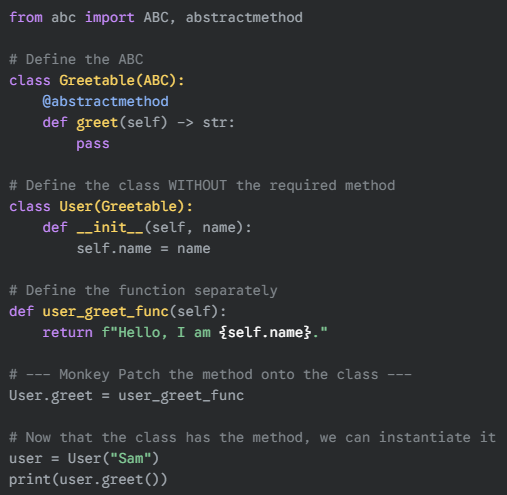 from abc import ABC, abstractmethod
# Define the ABC
class Greetable(ABC):
    @abstractmethod
    def greet(self) -> str:
        pass
# Define the class WITHOUT the required method
class User(Greetable):
    def __init__(self, name):
        self.name = name
# Define the function separately
def user_greet_func(self):
    return f"Hello, I am {self.name}."
# --- Monkey Patch the method onto the class ---
User.greet = user_greet_func
# Now that the class has the method, we can instantiate it
user = User("Sam")
print(user.greet())